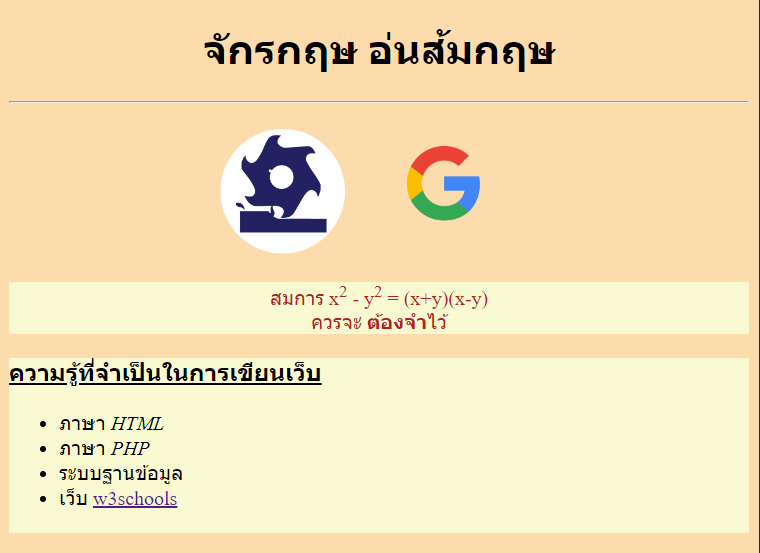 จักรกฤษ อ่นส้มกฤษ
สมการ x² - y² = (x+y)(x-y)
ควรจะ ต้องจำไว้
ความรู้ที่จำเป็นในการเขียนเว็บ
ภาษา HTML
ภาษา PHP
ระบบฐานข้อมูล
เว็บ w3schools